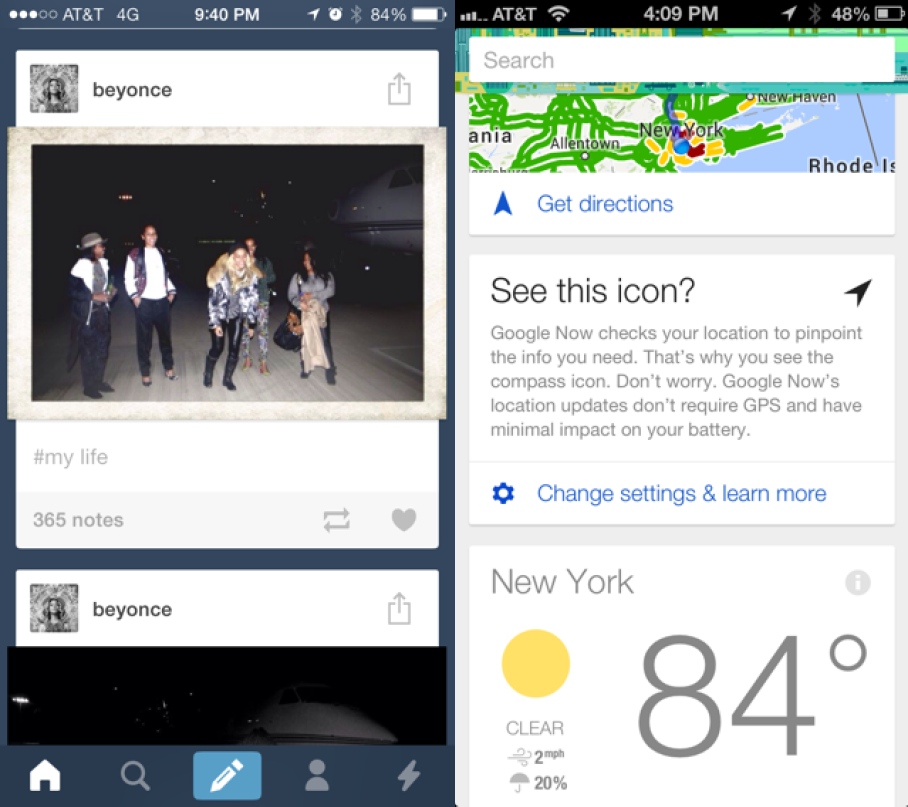 AT&T 4G 9:40 PM 84%
beyonce
#my life
365 notes
beyonce
AT&T 4:09 PM 48%
Search
New Haven
ania
New York
Allentown
Rhode Is
Get directions
See this icon?
Google Now checks your location to pinpoint
the info you need. That's why you see the
compass icon. Don't worry. Google Now's
location updates don't require GPS and have
minimal impact on your battery.
Change settings & learn more
New York
84°
CLEAR
2 mph
20%